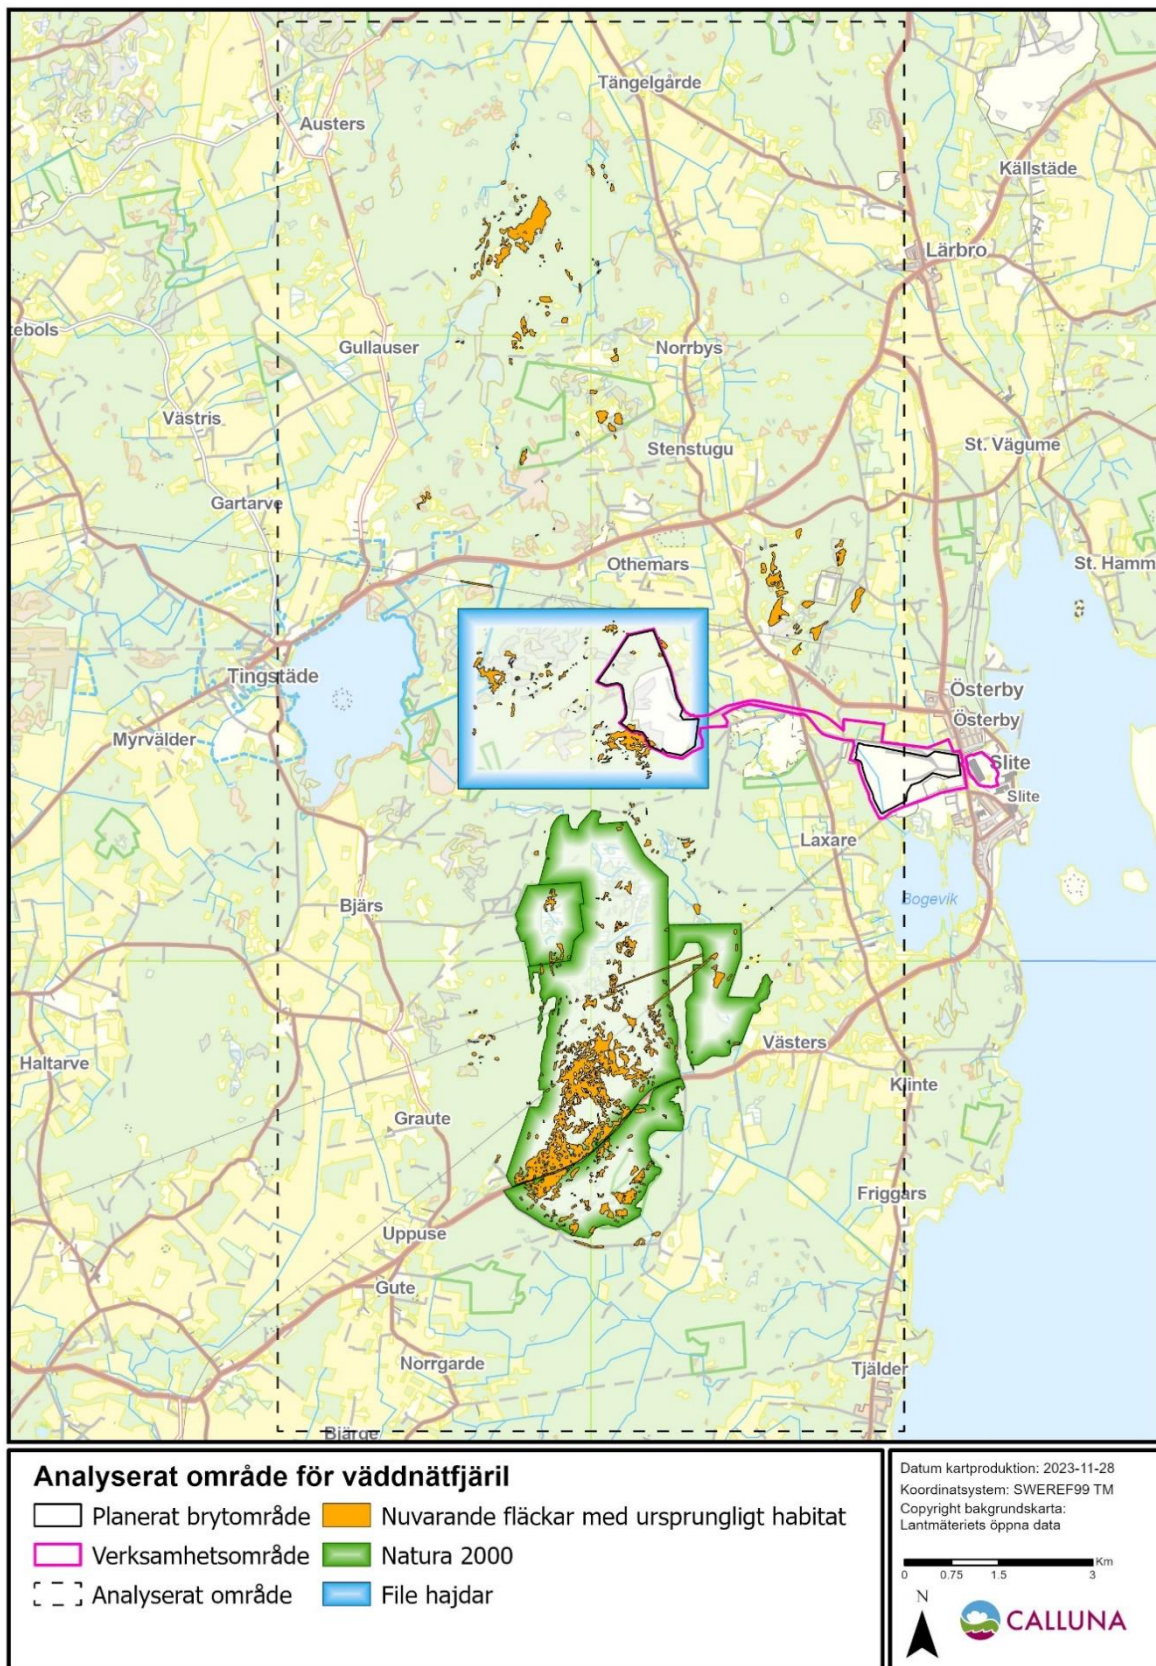 Tängelgårde
Austers
Källstäde
Lärbro
tebols
Gullauser
Norrbys
Västris
Stenstugu
St. Vägume
Gartarve
Othemars
St. Hamm
Tingstäde
Österby
Myrvälder
Österby
Slite
Slite
Laxare
Bjärs
Bogevik
Västers
Haltarve
Klinte
Graute
Friggars
Uppuse
Gute
Norrgarde
Tjälder
Bjärge
Analyserat område för väddnätfjäril
Planerat brytområde
Nuvarande fläckar med ursprungligt habitat
Verksamhetsområde
Natura 2000
Analyserat område
File hajdar
Datum kartproduktion: 2023-11-28
Koordinatsystem: SWEREF99 TM
Copyright bakgrundskarta:
Lantmäteriets öppna data
Km
0 0.75 1.5 3
N
CALLUNA